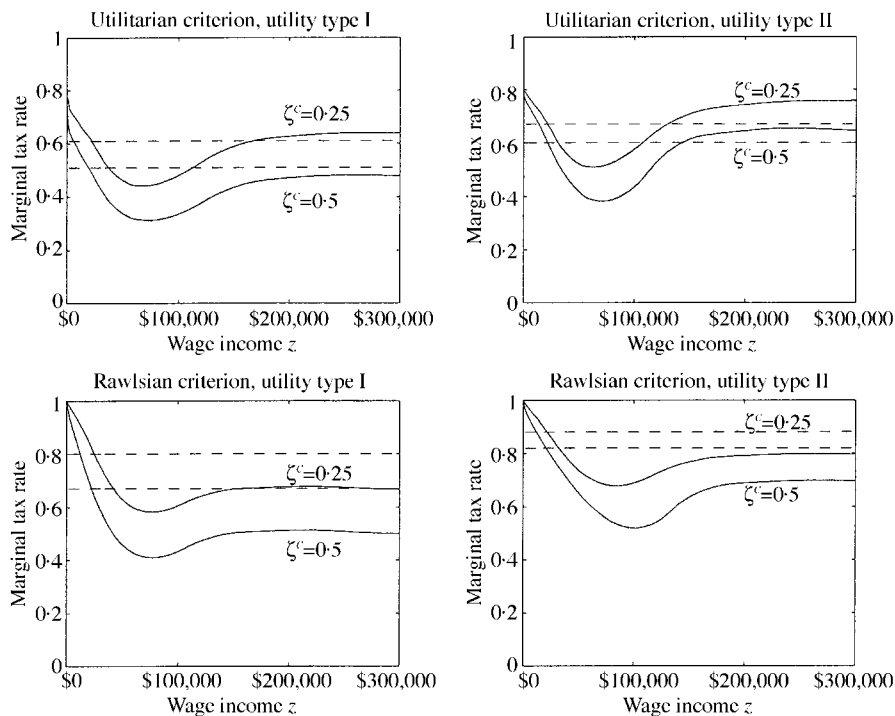 Utilitarian criterion, utility type I
Marginal tax rate
1
0·8
0·6
0·4
0·2
0
ζᶜ=0·25
ζᶜ=0·5
$0 $100,000 $200,000 $300,000
Wage income z
Utilitarian criterion, utility type II
Marginal tax rate
1
0·8
0·6
0·4
0·2
0
ζᶜ=0·25
ζᶜ=0·5
$0 $100,000 $200,000 $300,000
Wage income z
Rawlsian criterion, utility type I
Marginal tax rate
1
0·8
0·6
0·4
0·2
0
ζᶜ=0·25
ζᶜ=0·5
$0 $100,000 $200,000 $300,000
Wage income z
Rawlsian criterion, utility type II
Marginal tax rate
1
0·8
0·6
0·4
0·2
0
ζᶜ=0·25
ζᶜ=0·5
$0 $100,000 $200,000 $300,000
Wage income z